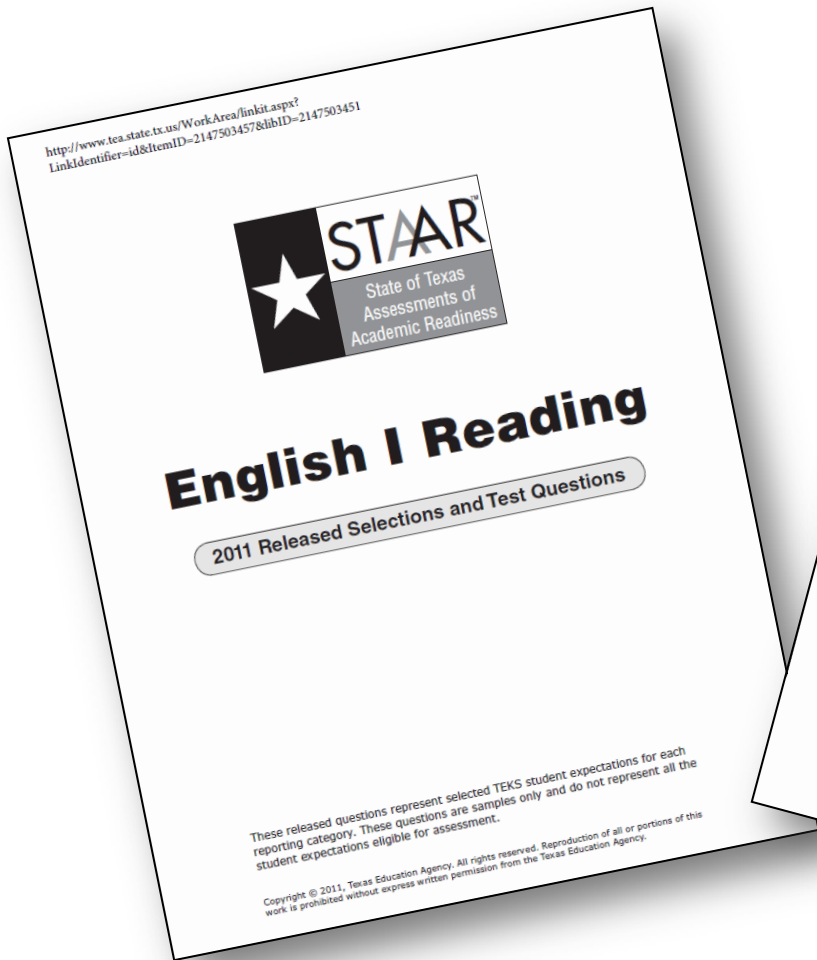 http://www.tea.state.tx.us/WorkArea/linkit.aspx?
LinkIdentifier=id&ItemID=2147503457&libID=2147503451
STAAR™
State of Texas
Assessments of
Academic Readiness
English I Reading
2011 Released Selections and Test Questions
These released questions represent selected TEKS student expectations for each
reporting category. These questions are samples only and do not represent all the
student expectations eligible for assessment.
Copyright © 2011, Texas Education Agency. All rights reserved. Reproduction of all or portions of this
work is prohibited without express written permission from the Texas Education Agency.